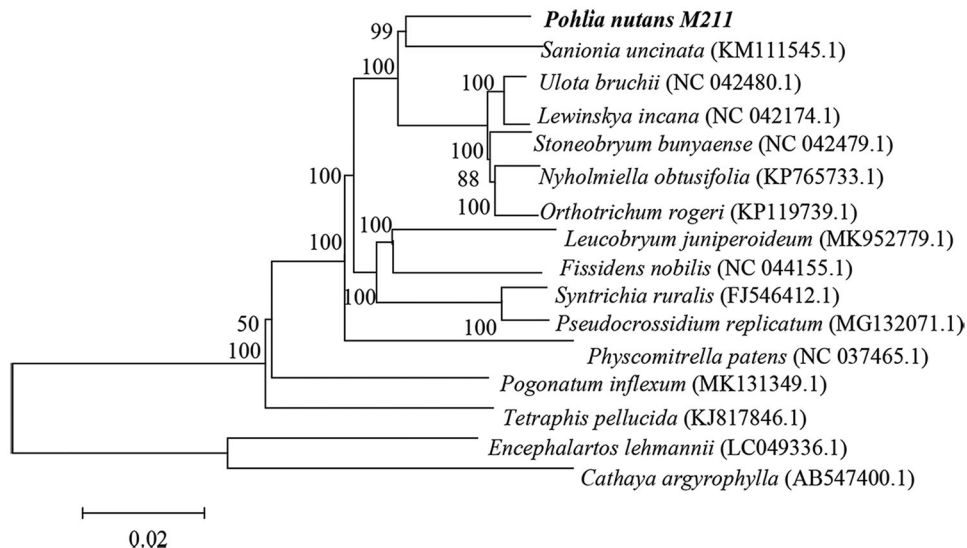 Pohlia nutans M211
99
Sanionia uncinata (KM111545.1)
100
100
Ulota bruchii (NC 042480.1)
Lewinskya incana (NC 042174.1)
Stoneobryum bunyaense (NC 042479.1)
100
100
88
Nyholmiella obtusifolia (KP765733.1)
100
Orthotrichum rogeri (KP119739.1)
100
100
Leucobryum juniperoideum (MK952779.1)
Fissidens nobilis (NC 044155.1)
100
Syntrichia ruralis (FJ546412.1)
50
100
Pseudocrossidium replicatum (MG132071.1)
100
Physcomitrella patens (NC 037465.1)
Pogonatum inflexum (MK131349.1)
Tetraphis pellucida (KJ817846.1)
Encephalartos lehmannii (LC049336.1)
Cathaya argyrophylla (AB547400.1)
0.02